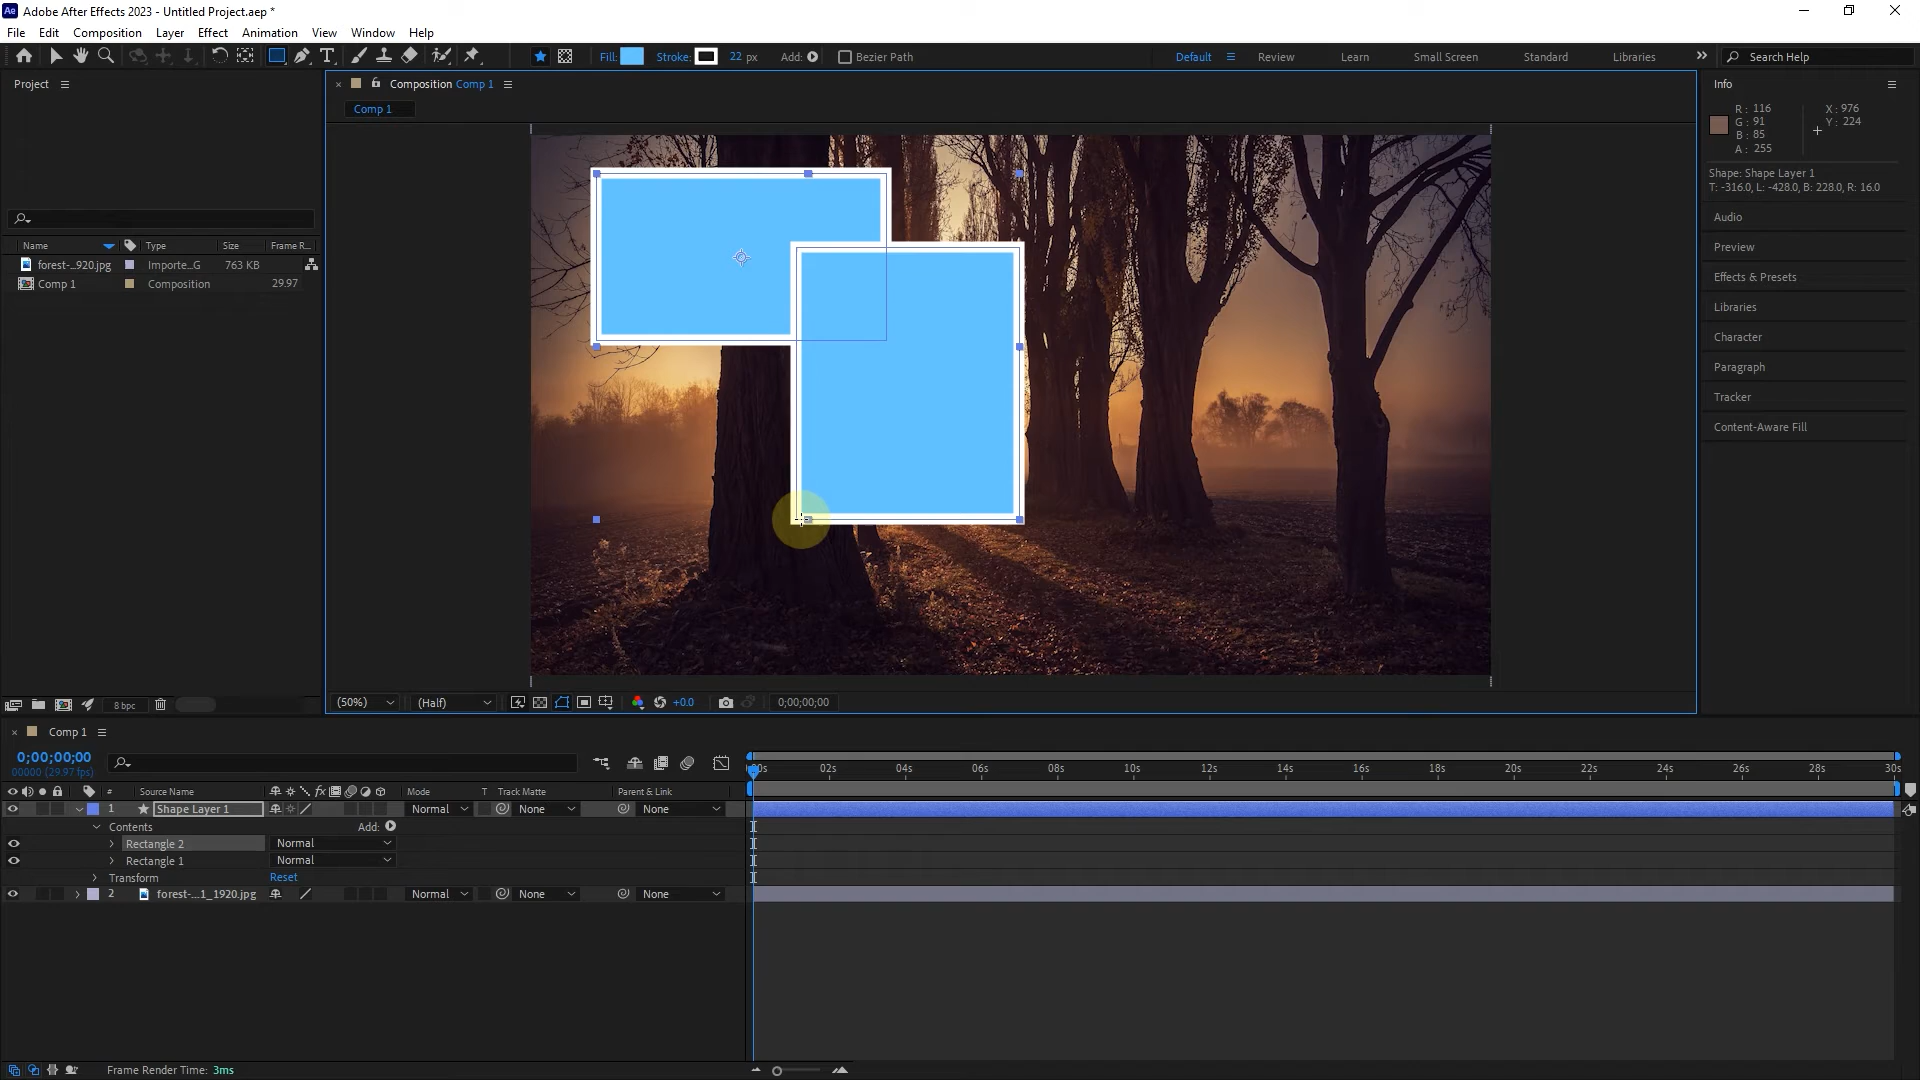 Ae Adobe After Effects 2023 - Untitled Project.aep *
File Edit Composition Layer Effect Animation View Window Help
Fill: Stroke: 22 px Add: Bezier Path Default Review Learn Small Screen Standard Libraries Search Help
Project
Composition Comp 1
Comp 1
Info
R: 116
G: 91
B: 85
A: 255
X: 976
Y: 224
Shape: Shape Layer 1
T: -316.0, L: -428.0, B: 228.0, R: 16.0
Audio
Preview
Effects & Presets
Libraries
Character
Paragraph
Tracker
Content-Aware Fill
Name Type Size Frame R...
forest-...920.jpg Importe...G 763 KB
Comp 1 Composition 29.97
8 bpc
(50%) (Half) +0.0 0;00;00;00
Comp 1
0;00;00;00
00000 (29.97 fps)
:00s 02s 04s 06s 08s 10s 12s 14s 16s 18s 20s 22s 24s 26s 28s 30s
# Source Name fx Mode T Track Matte Parent & Link
1 Shape Layer 1 Normal None None
Contents Add:
Rectangle 2 Normal
Rectangle 1 Normal
Transform Reset
2 forest-...1_1920.jpg Normal None None
Frame Render Time: 3ms